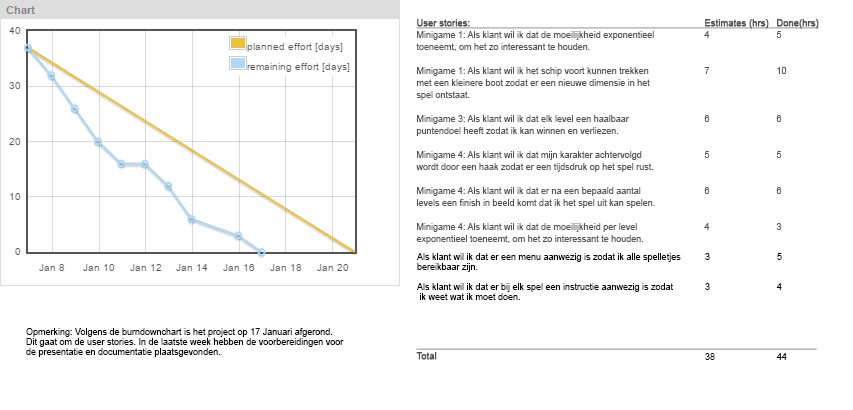 Chart
40
30
20
10
0
planned effort [days]
remaining effort [days]
Jan 8
Jan 10
Jan 12
Jan 14
Jan 16
Jan 18
Jan 20
Opmerking: Volgens de burndownchart is het project op 17 Januari afgerond.
Dit gaat om de user stories. In de laatste week hebben de voorbereidingen voor
de presentatie en documentatie plaatsgevonden.
User stories: Estimates (hrs) Done(hrs)
Minigame 1: Als klant wil ik dat de moeilijkheid exponentieel 4 5
toeneemt, om het zo interessant te houden.
Minigame 1: Als klant wil ik het schip voort kunnen trekken 7 10
met een kleinere boot zodat er een nieuwe dimensie in het
spel ontstaat.
Minigame 3: Als klant wil ik dat elk level een haalbaar 6 6
puntendoel heeft zodat ik kan winnen en verliezen.
Minigame 4: Als klant wil ik dat mijn karakter achtervolgd 5 5
wordt door een haak zodat er een tijdsdruk op het spel rust.
Minigame 4: Als klant wil ik dat er na een bepaald aantal 6 6
levels een finish in beeld komt dat ik het spel uit kan spelen.
Minigame 4: Als klant wil ik dat de moeilijkheid per level 4 3
exponentieel toeneemt, om het zo interessant te houden.
Als klant wil ik dat er een menu aanwezig is zodat ik alle spelletjes 3 5
bereikbaar zijn.
Als klant wil ik dat er bij elk spel een instructie aanwezig is zodat 3 4
ik weet wat ik moet doen.
Total 38 44